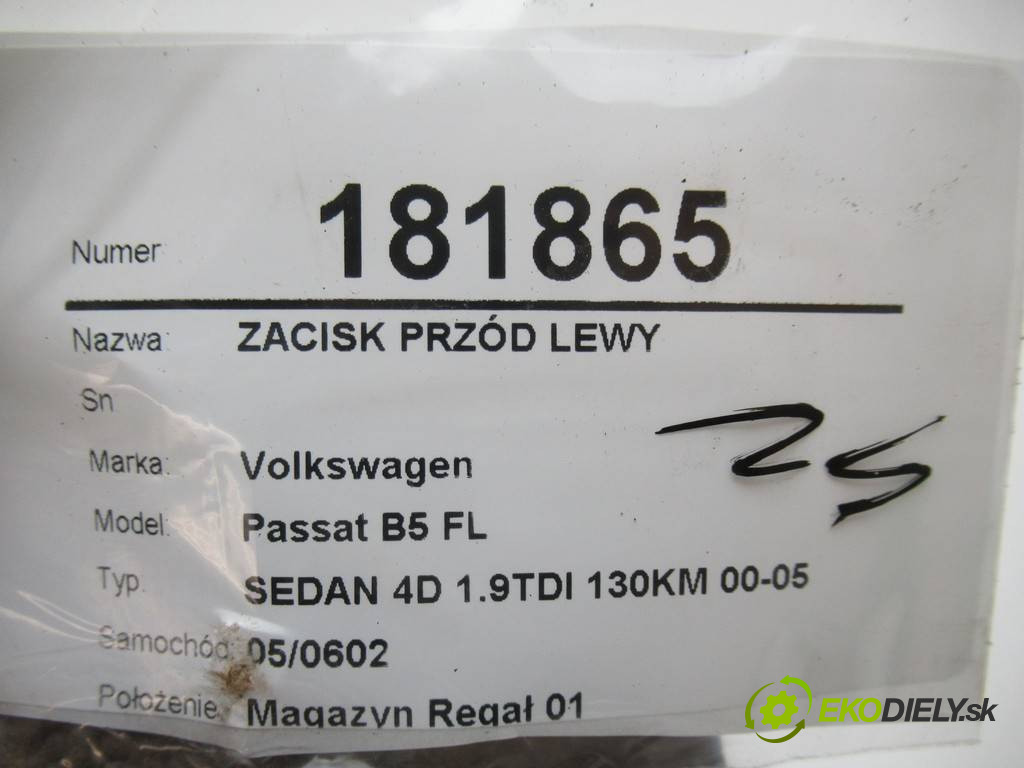 Numer 181865
Nazwa: ZACISK PRZÓD LEWY
Sn
Marka: Volkswagen
Model: Passat B5 FL
Typ. SEDAN 4D 1.9TDI 130KM 00-05
Samochód: 05/0602
Położenie. Magazyn Regał 01
25
EKODIELY.sk